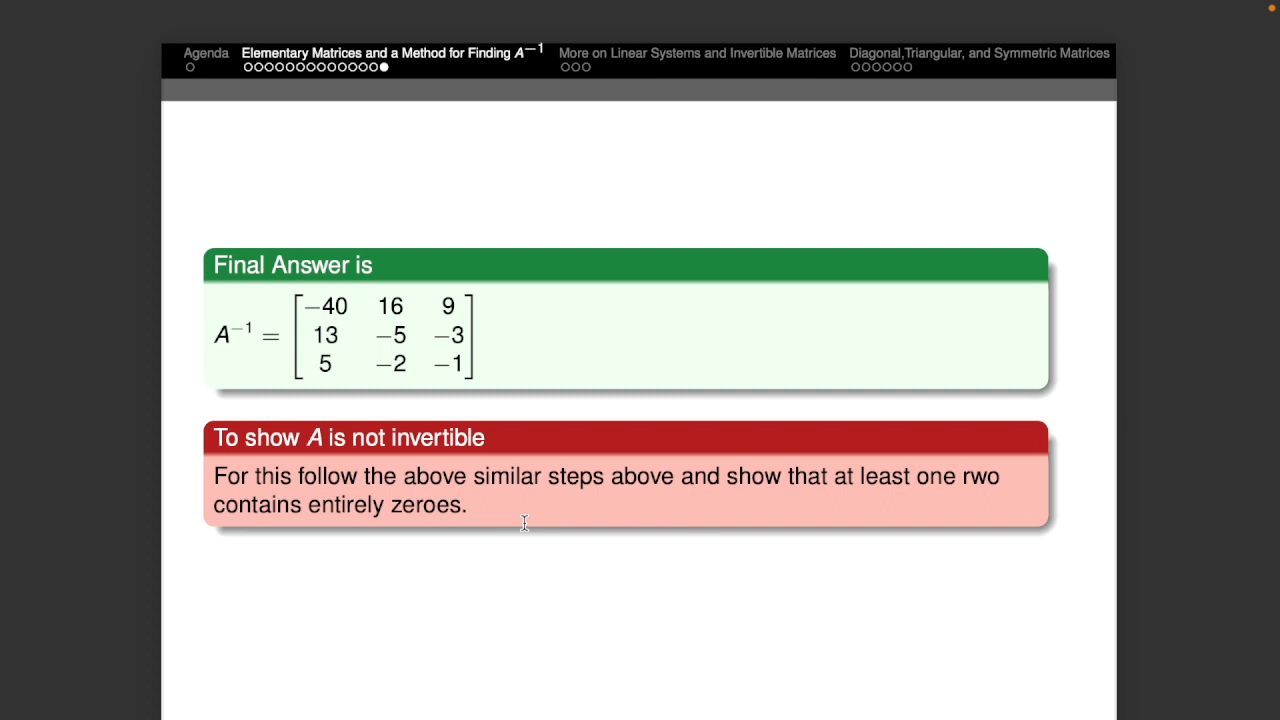 Agenda Elementary Matrices and a Method for Finding A⁻¹ More on Linear Systems and Invertible Matrices Diagonal,Triangular, and Symmetric Matrices
Final Answer is
−40 16 9
A⁻¹ = 13 −5 −3
5 −2 −1
To show A is not invertible
For this follow the above similar steps above and show that at least one rwo
contains entirely zeroes.